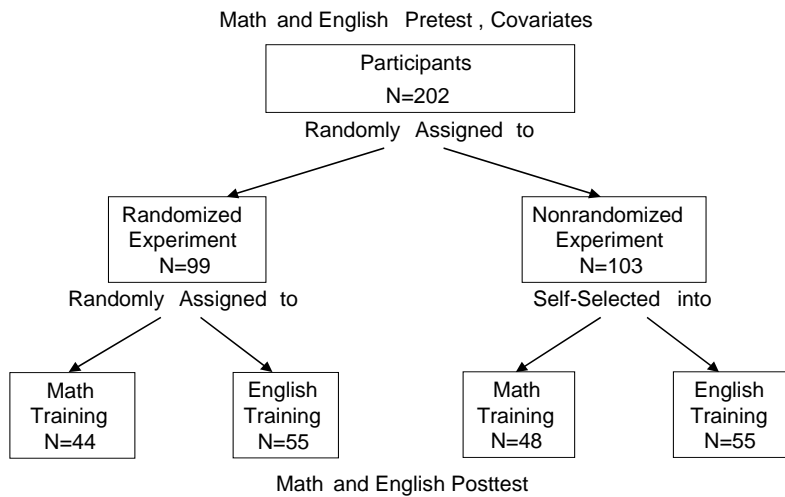 Math and English Pretest , Covariates
Participants
N=202
Randomly Assigned to
Randomized
Experiment
N=99
Nonrandomized
Experiment
N=103
Randomly Assigned to
Self-Selected into
Math
Training
N=44
English
Training
N=55
Math
Training
N=48
English
Training
N=55
Math and English Posttest